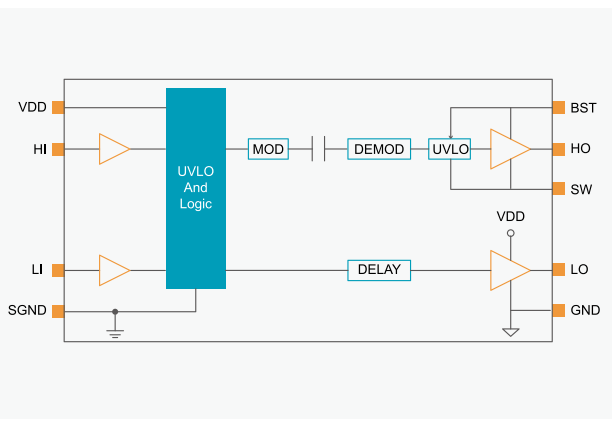 VDD
BST
HI
UVLO
And
Logic
MOD
DEMOD
UVLO
HO
SW
VDD
LI
DELAY
LO
SGND
GND